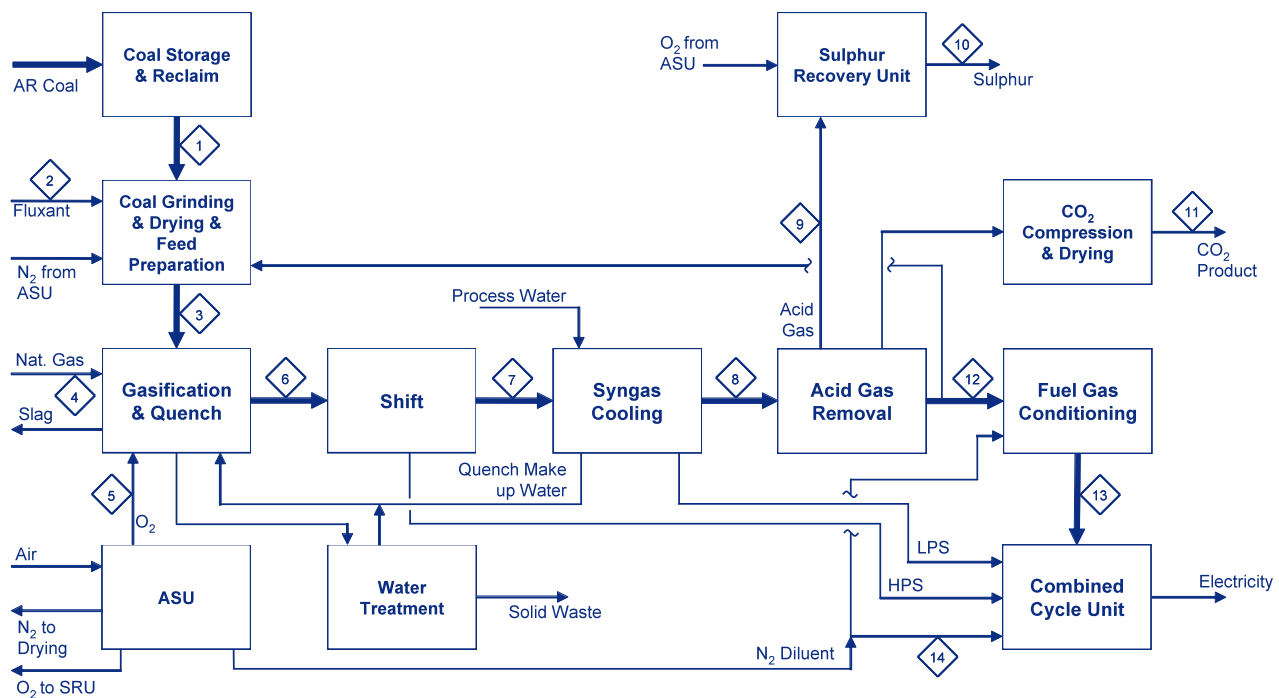 Coal Storage
& Reclaim
AR Coal
O2 from
ASU
Sulphur
Recovery Unit
10
Sulphur
1
2
Fluxant
Coal Grinding
& Drying &
Feed
Preparation
N2 from
ASU
9
CO2
Compression
& Drying
11
CO2
Product
3
Process Water
Acid
Gas
Nat. Gas
4
Slag
Gasification
& Quench
6
Shift
7
Syngas
Cooling
8
Acid Gas
Removal
12
Fuel Gas
Conditioning
Quench Make
up Water
5
O2
13
Air
ASU
N2 to
Drying
O2 to SRU
Water
Treatment
Solid Waste
LPS
HPS
N2 Diluent
14
Combined
Cycle Unit
Electricity